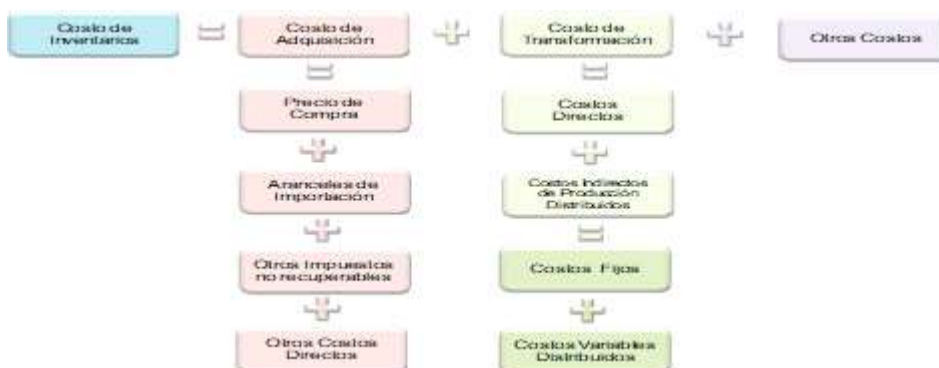 Costo de
Inventarios
=
Costo de
Adquisición
+
Costo de
Transformación
+
Otros Costos
=
Precio de
Compra
+
Aranceles de
Importación
+
Otros Impuestos
no recuperables
+
Otros Costos
Directos
=
Costos
Directos
+
Costos Indirectos
de Producción
Distribuidos
=
Costos Fijos
+
Costos Variables
Distribuidos